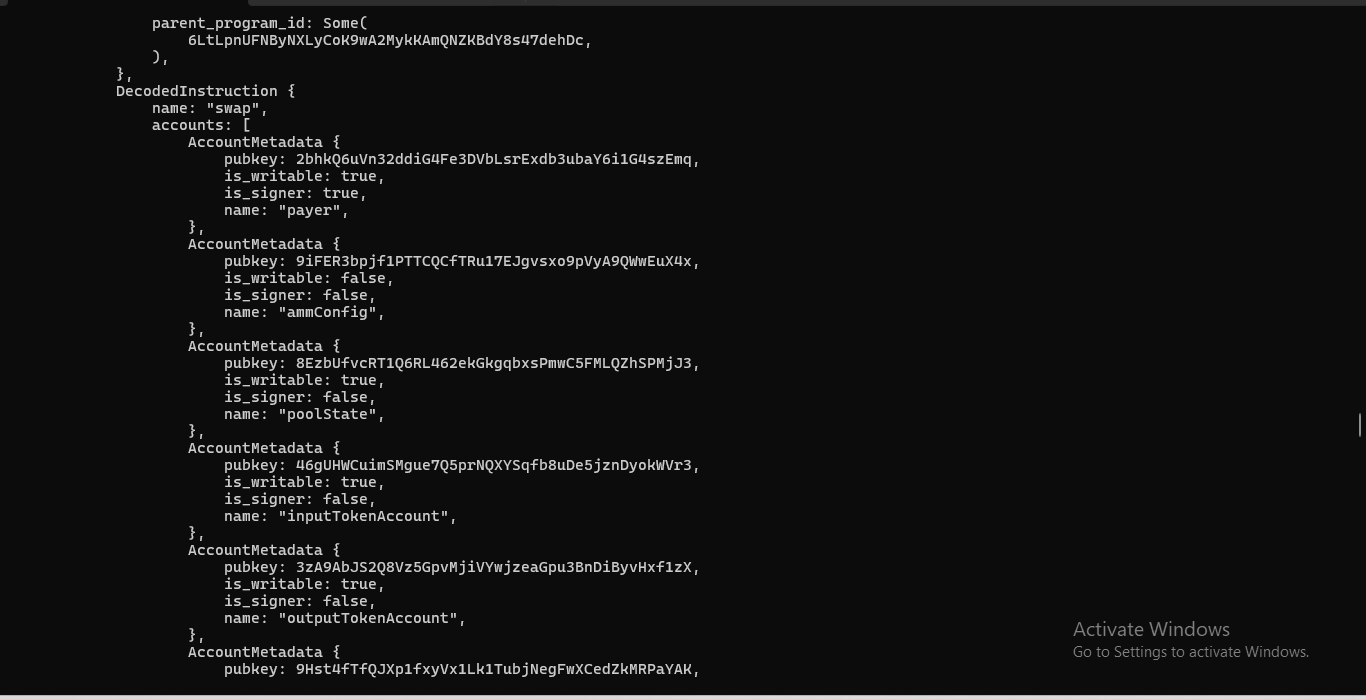 parent_program_id: Some(
6LtLpnUFNByNXLyCoK9wA2MykKAmQNZKBdY8s47dehDc,
),
},
DecodedInstruction {
name: "swap",
accounts: [
AccountMetadata {
pubkey: 2bhkQ6uVn32ddiG4Fe3DVbLsrExdb3ubaY6i1G4szEmq,
is_writable: true,
is_signer: true,
name: "payer",
},
AccountMetadata {
pubkey: 9iFER3bpjf1PTTCQCfTRu17EJgvsxo9pVyA9QWwEuX4x,
is_writable: false,
is_signer: false,
name: "ammConfig",
},
AccountMetadata {
pubkey: 8EzbUfvcRT1Q6RL462ekGkgqbxsPmwC5FMLQZhSPMjJ3,
is_writable: true,
is_signer: false,
name: "poolState",
},
AccountMetadata {
pubkey: 46gUHWCuimSMgue7Q5prNQXYSqfb8uDe5jznDyokWVr3,
is_writable: true,
is_signer: false,
name: "inputTokenAccount",
},
AccountMetadata {
pubkey: 3zA9AbJS2Q8Vz5GpvMjiVYwjzeaGpu3BnDiByvHxf1zX,
is_writable: true,
is_signer: false,
name: "outputTokenAccount",
},
AccountMetadata {
pubkey: 9Hst4fTfQJXp1fxyVx1Lk1TubjNegFwXCedZkMRPaYAK,
Activate Windows
Go to Settings to activate Windows.